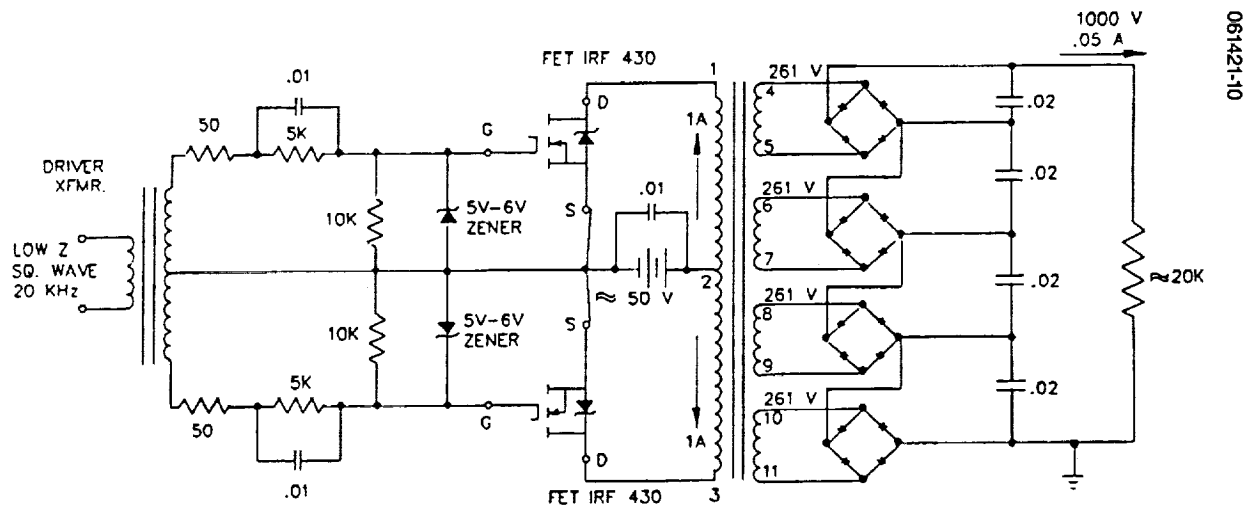 061421-10
1000 V
.05 A
FET IRF 430
.01
50
5K
G
D
1
1A
261 V
4
5
.02
DRIVER
XFMR.
LOW Z
SQ. WAVE
20 KHz
10K
5V-6V
ZENER
S
.01
≈ 50 V
2
261 V
6
7
.02
≈20K
10K
5V-6V
ZENER
S
261 V
8
9
.02
50
5K
.01
G
D
1A
3
261 V
10
11
.02
FET IRF 430